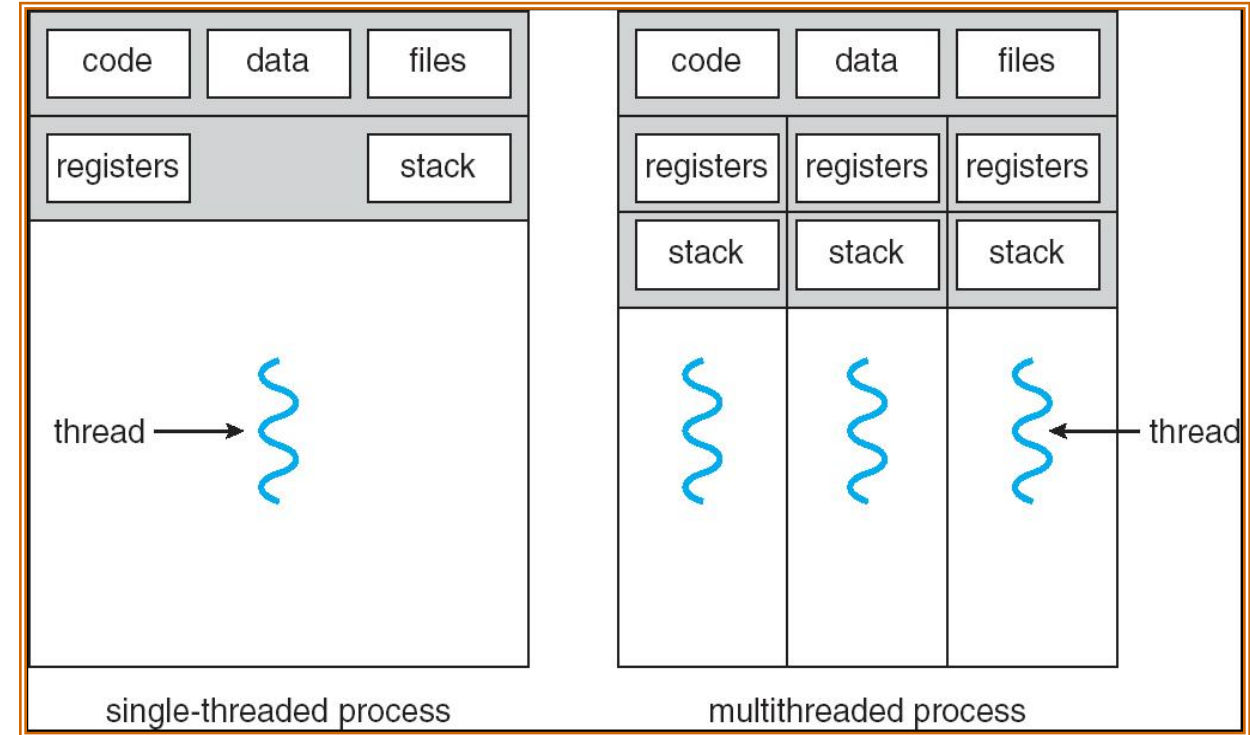 code data files
registers stack
thread
single-threaded process
code data files
registers registers registers
stack stack stack
thread
multithreaded process